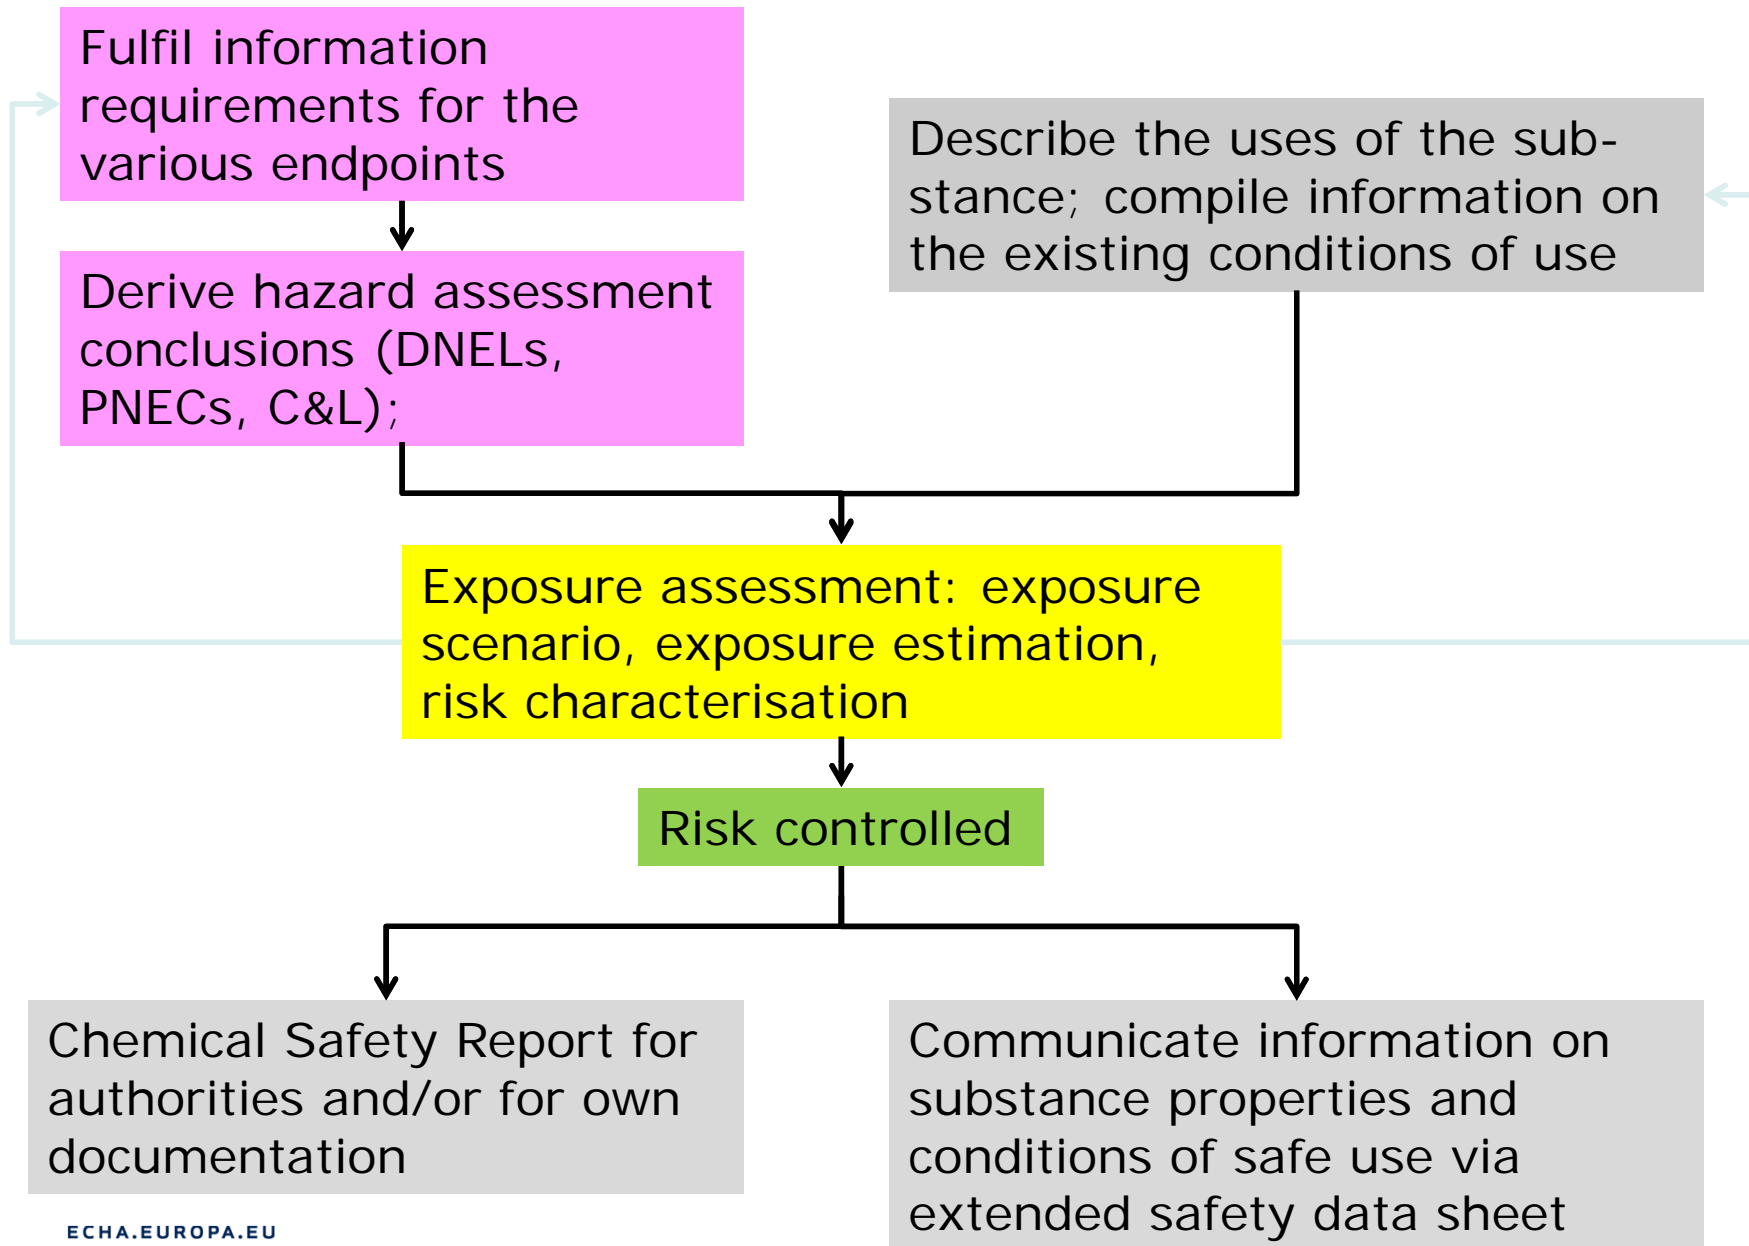 Fulfil information
requirements for the
various endpoints
Describe the uses of the sub-
stance; compile information on
the existing conditions of use
Derive hazard assessment
conclusions (DNELs,
PNECs, C&L);
Exposure assessment: exposure
scenario, exposure estimation,
risk characterisation
Risk controlled
Chemical Safety Report for
authorities and/or for own
documentation
Communicate information on
substance properties and
conditions of safe use via
extended safety data sheet
ECHA.EUROPA.EU